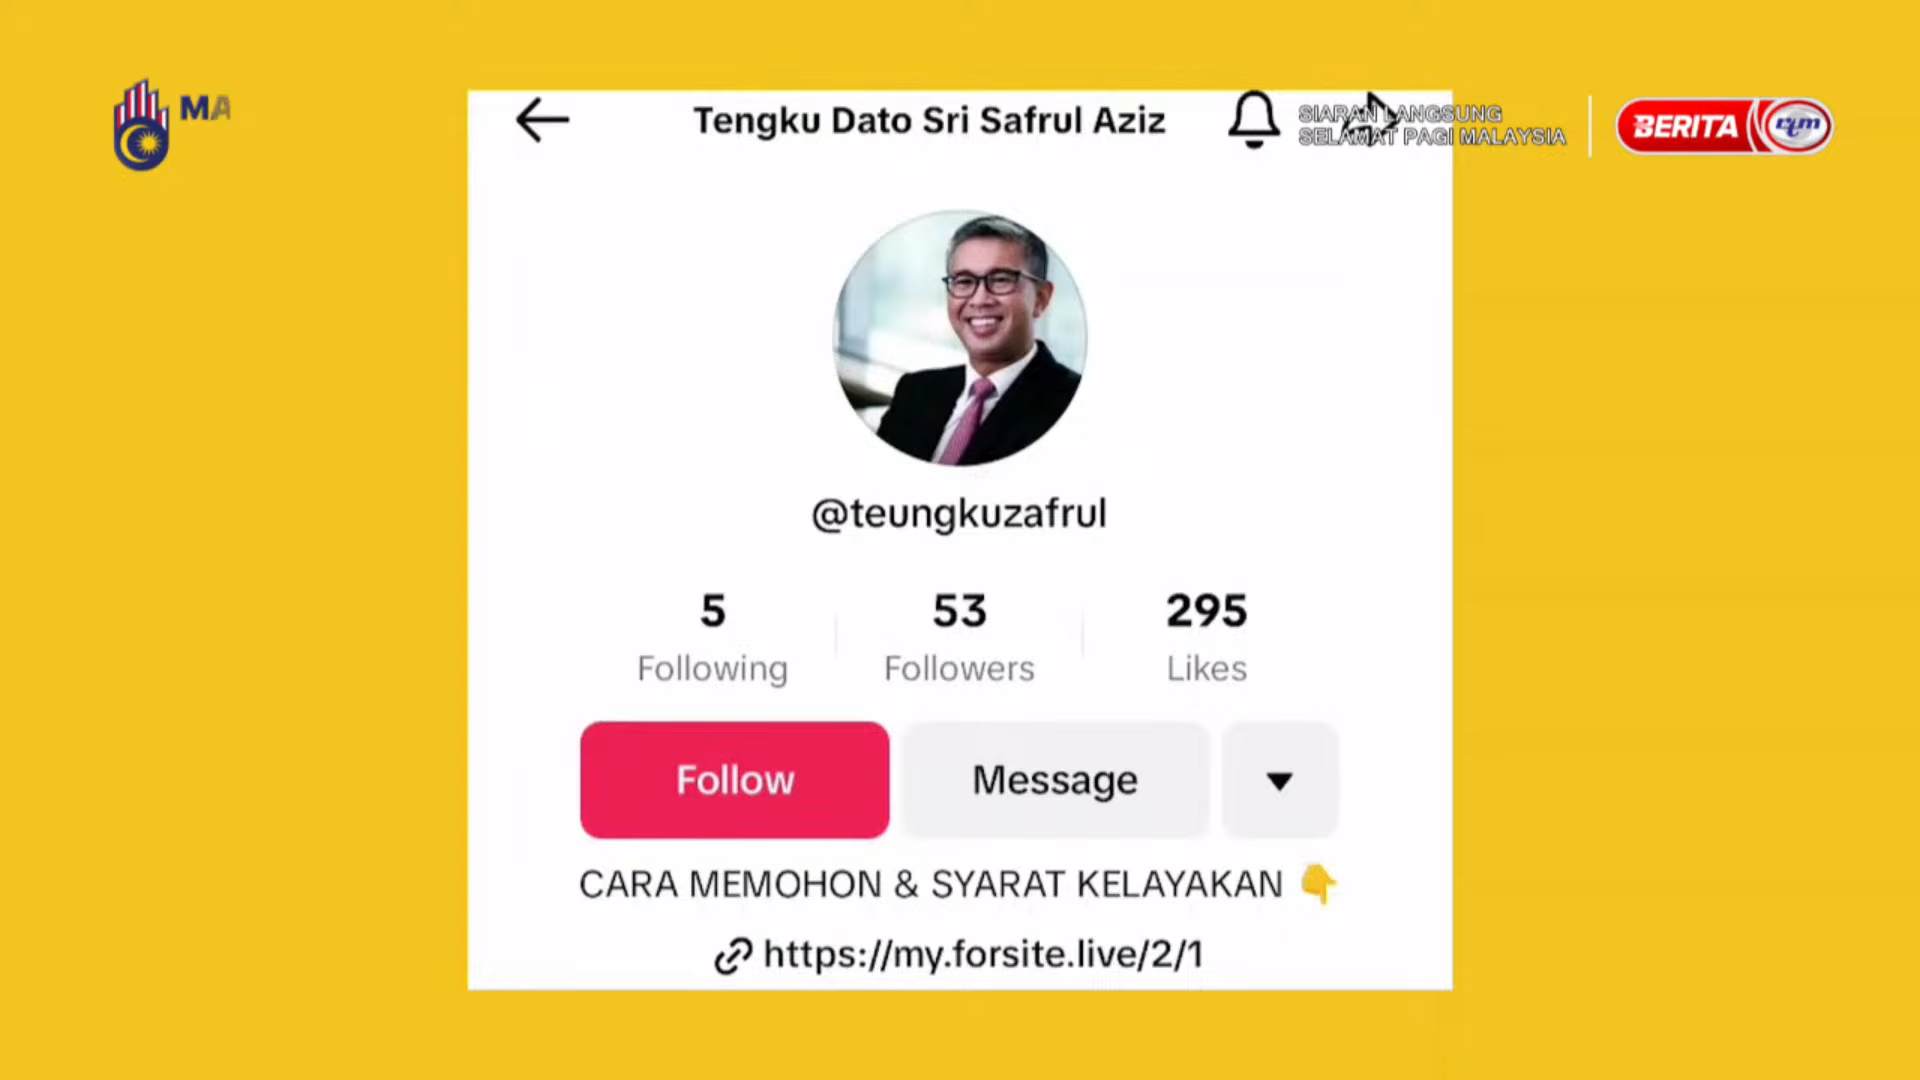 MA
Tengku Dato Sri Safrul Aziz
SIARAN LANGSUNG
SELAMAT PAGI MALAYSIA
BERITA rtm
@teungkuzafrul
5 53 295
Following Followers Likes
Follow Message
CARA MEMOHON & SYARAT KELAYAKAN 👇
https://my.forsite.live/2/1